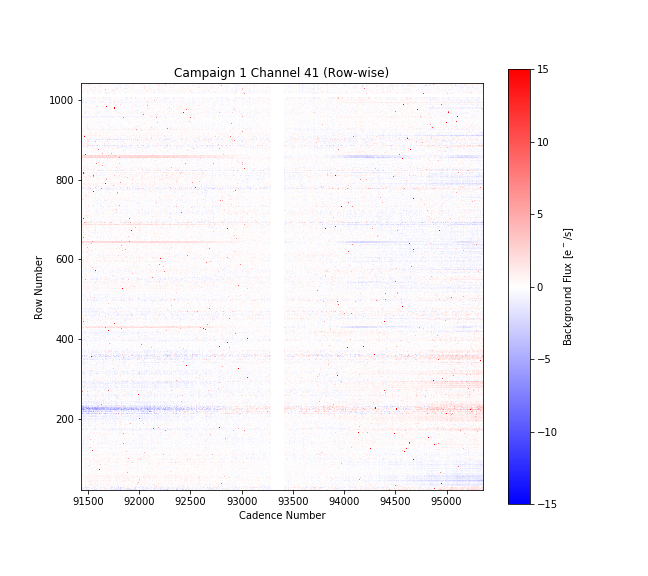 Campaign 1 Channel 41 (Row-wise)
1000
800
600
400
200
Row Number
91500 92000 92500 93000 93500 94000 94500 95000
Cadence Number
15
10
5
0
−5
−10
−15
Background Flux [e⁻/s]